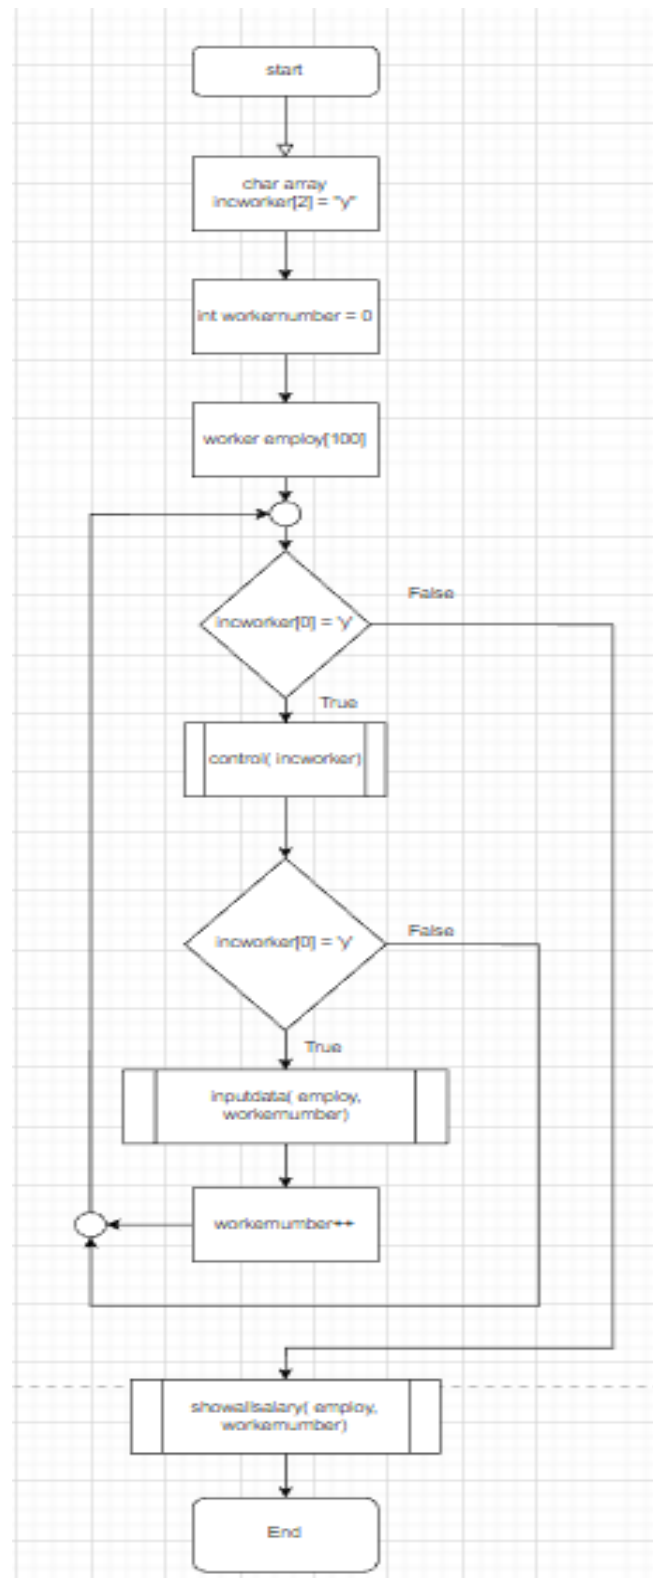 start
char array
incworker[2] = "y"
int workernumber = 0
worker employ[100]
incworker[0] = 'y'
False
True
control( incworker)
incworker[0] = 'y'
False
True
inputdata( employ,
workernumber)
workernumber++
showallsalary( employ,
workernumber)
End